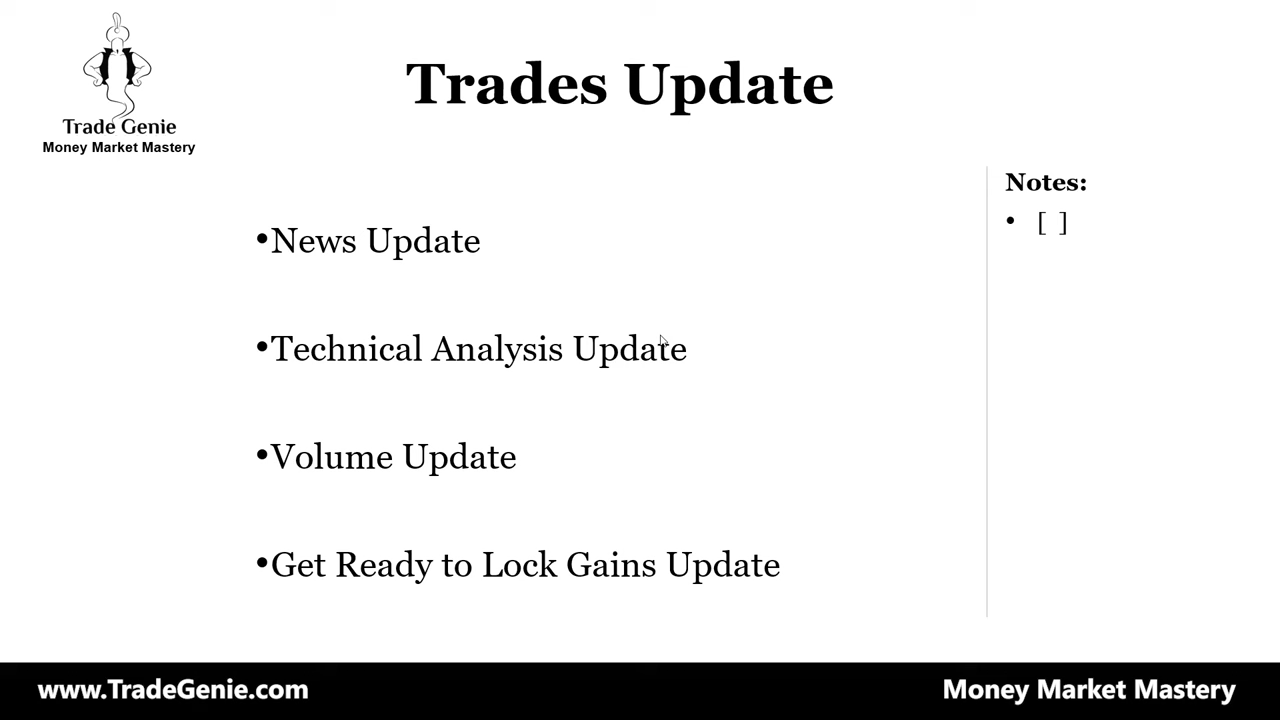 Trade Genie
Money Market Mastery
Trades Update
•News Update
•Technical Analysis Update
•Volume Update
•Get Ready to Lock Gains Update
Notes:
• [ ]
www.TradeGenie.com
Money Market Mastery